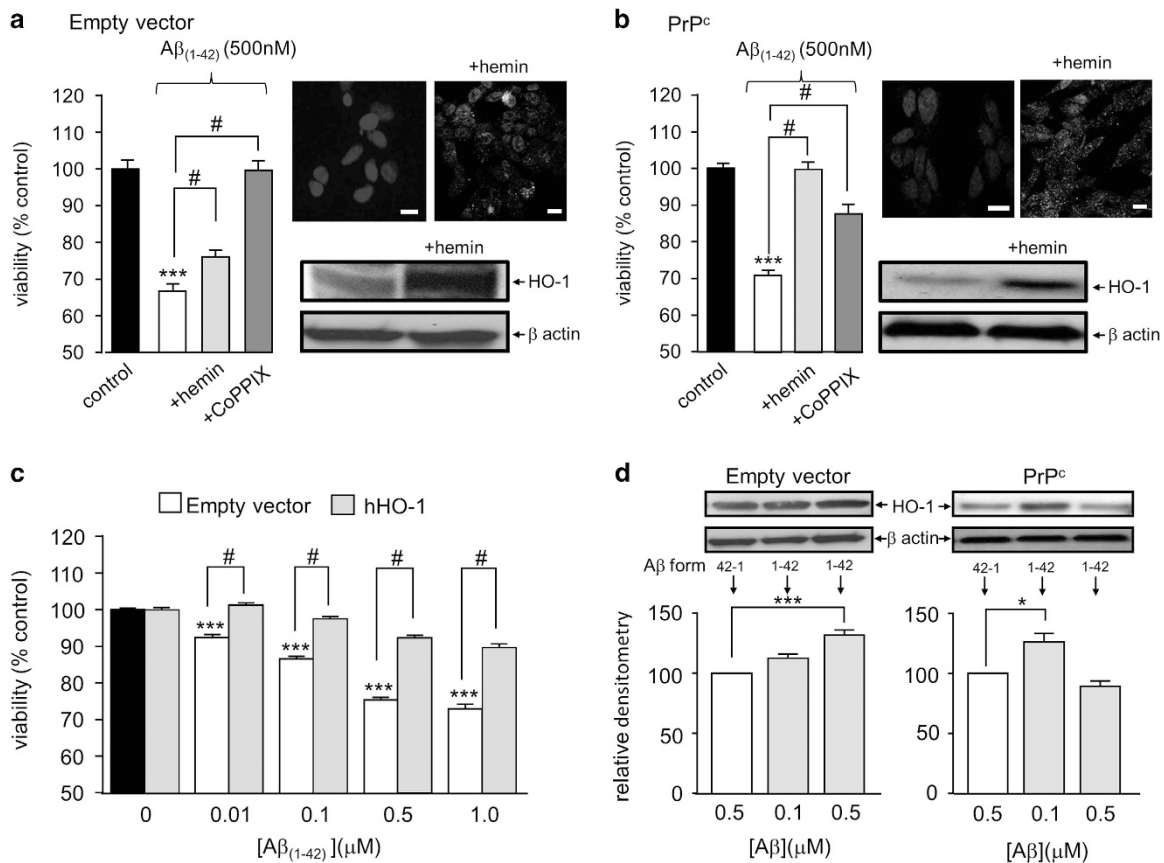 a Empty vector
Aβ(1-42) (500nM)
+hemin
120
110
100
90
80
70
60
50
viability (% control)
#
#
***
control
+hemin
+CoPPIX
+hemin
HO-1
β actin
b PrPᶜ
Aβ(1-42) (500nM)
+hemin
120
110
100
90
80
70
60
50
viability (% control)
#
#
***
control
+hemin
+CoPPIX
+hemin
HO-1
β actin
c
Empty vector hHO-1
120
110
100
90
80
70
60
50
viability (% control)
# # # #
***
***
***
***
0 0.01 0.1 0.5 1.0
[Aβ(1-42)](μM)
d
Empty vector PrPᶜ
HO-1
β actin
Aβ form 42-1 1-42 1-42 42-1 1-42 1-42
***
*
150
100
50
0
relative densitometry
150
100
50
0
0.5 0.1 0.5 0.5 0.1 0.5
[Aβ](μM) [Aβ](μM)